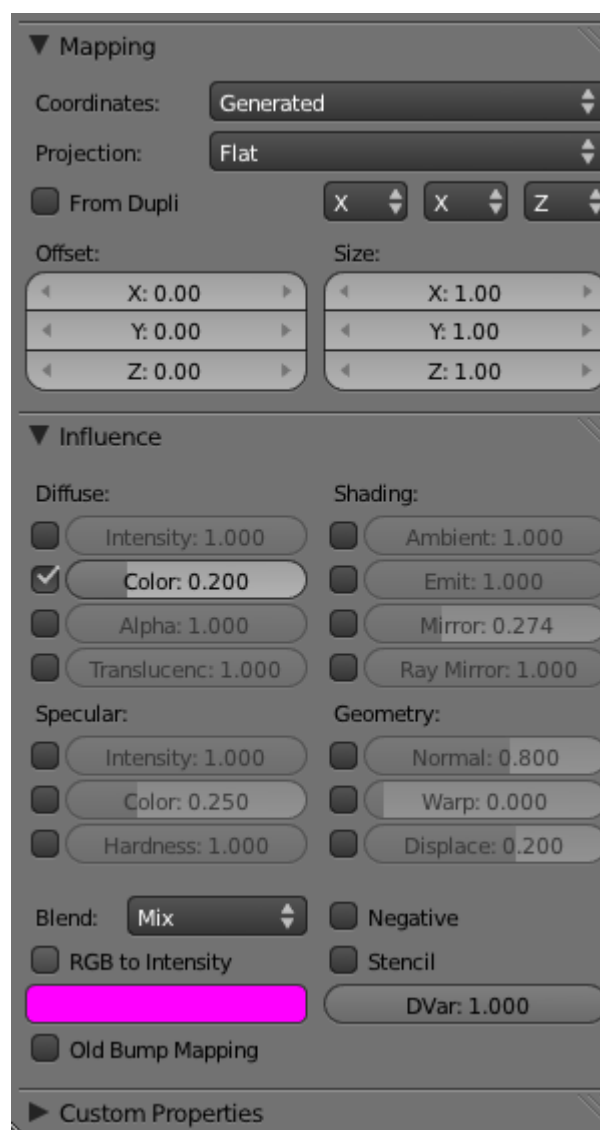 Mapping
Coordinates: Generated
Projection: Flat
From Dupli X X Z
Offset: Size:
X: 0.00 X: 1.00
Y: 0.00 Y: 1.00
Z: 0.00 Z: 1.00
Influence
Diffuse: Shading:
Intensity: 1.000 Ambient: 1.000
Color: 0.200 Emit: 1.000
Alpha: 1.000 Mirror: 0.274
Translucenc: 1.000 Ray Mirror: 1.000
Specular: Geometry:
Intensity: 1.000 Normal: 0.800
Color: 0.250 Warp: 0.000
Hardness: 1.000 Displace: 0.200
Blend: Mix Negative
RGB to Intensity Stencil
DVar: 1.000
Old Bump Mapping
Custom Properties